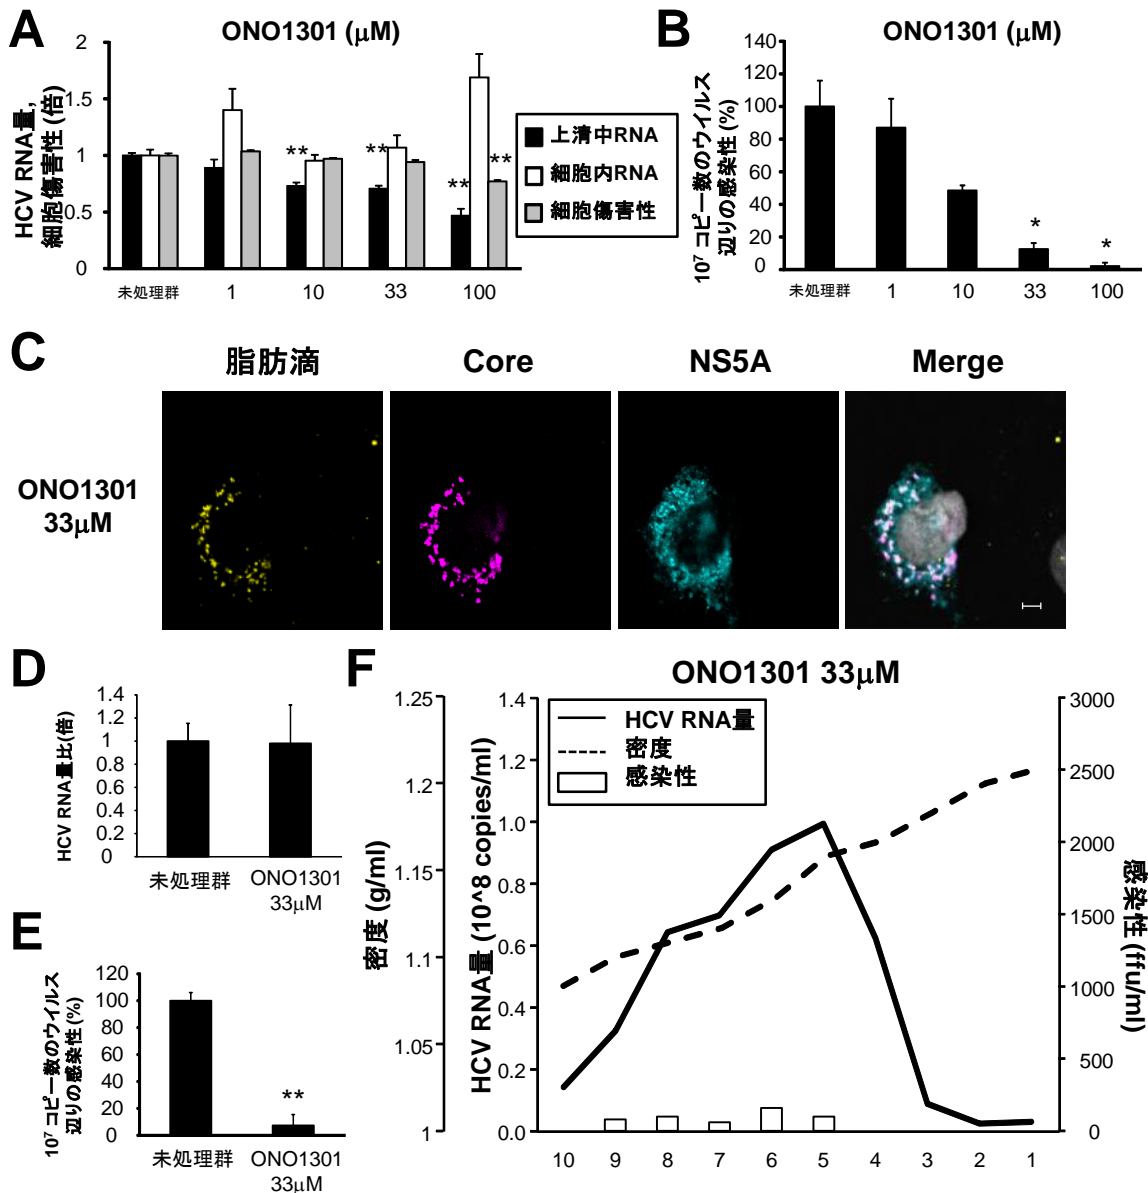 A
ONO1301 (μM)
HCV RNA量,
細胞傷害性 (倍)
2
1.5
1
0.5
0
**
**
**
**
未処理群
1
10
33
100
上清中RNA
細胞内RNA
細胞傷害性
B
ONO1301 (μM)
10⁷ コピー数のウイルス
辺りの感染性 (%)
140
120
100
80
60
40
20
0
*
*
未処理群
1
10
33
100
C
脂肪滴
Core
NS5A
Merge
ONO1301
33μM
D
HCV RNA量比(倍)
1.4
1.2
1
0.8
0.6
0.4
0.2
0
未処理群
ONO1301
33μM
E
10⁷ コピー数のウイルス
辺りの感染性 (%)
120
100
80
60
40
20
0
**
未処理群
ONO1301
33μM
F
ONO1301 33μM
密度 (g/ml)
1.25
1.2
1.15
1.1
1.05
1
HCV RNA量 (10^8 copies/ml)
1.4
1.2
1.0
0.8
0.6
0.4
0.2
0.0
HCV RNA量
密度
感染性
3000
2500
2000
1500
1000
500
0
感染性 (ffu/ml)
10
9
8
7
6
5
4
3
2
1